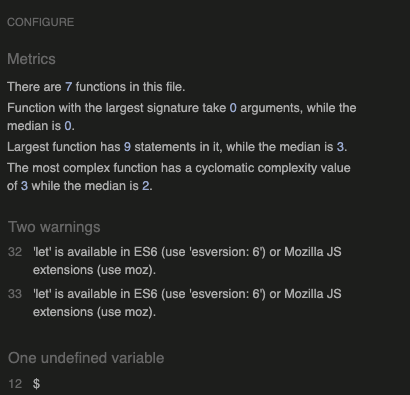 CONFIGURE
Metrics
There are 7 functions in this file.
Function with the largest signature take 0 arguments, while the
median is 0.
Largest function has 9 statements in it, while the median is 3.
The most complex function has a cyclomatic complexity value
of 3 while the median is 2.
Two warnings
32 'let' is available in ES6 (use 'esversion: 6') or Mozilla JS
extensions (use moz).
33 'let' is available in ES6 (use 'esversion: 6') or Mozilla JS
extensions (use moz).
One undefined variable
12 $